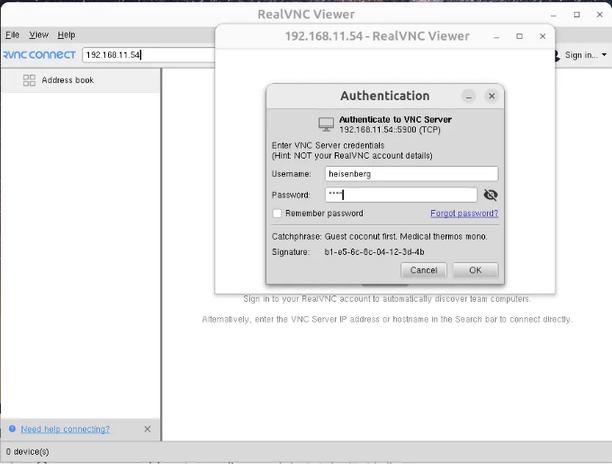 RealVNC Viewer
File View Help
RVNC CONNECT 192.168.11.54
Sign in...
Address book
192.168.11.54 - RealVNC Viewer
Authentication
Authenticate to VNC Server
192.168.11.54::5900 (TCP)
Enter VNC Server credentials
(Hint: NOT your RealVNC account details)
Username: heisenberg
Password: ****
Remember password Forgot password?
Catchphrase: Guest coconut first. Medical thermos mono.
Signature: b1-e5-6c-8c-04-12-3d-4b
Cancel OK
Sign in to your RealVNC account to automatically discover team computers.
Alternatively, enter the VNC Server IP address or hostname in the Search bar to connect directly.
Need help connecting?
0 device(s)